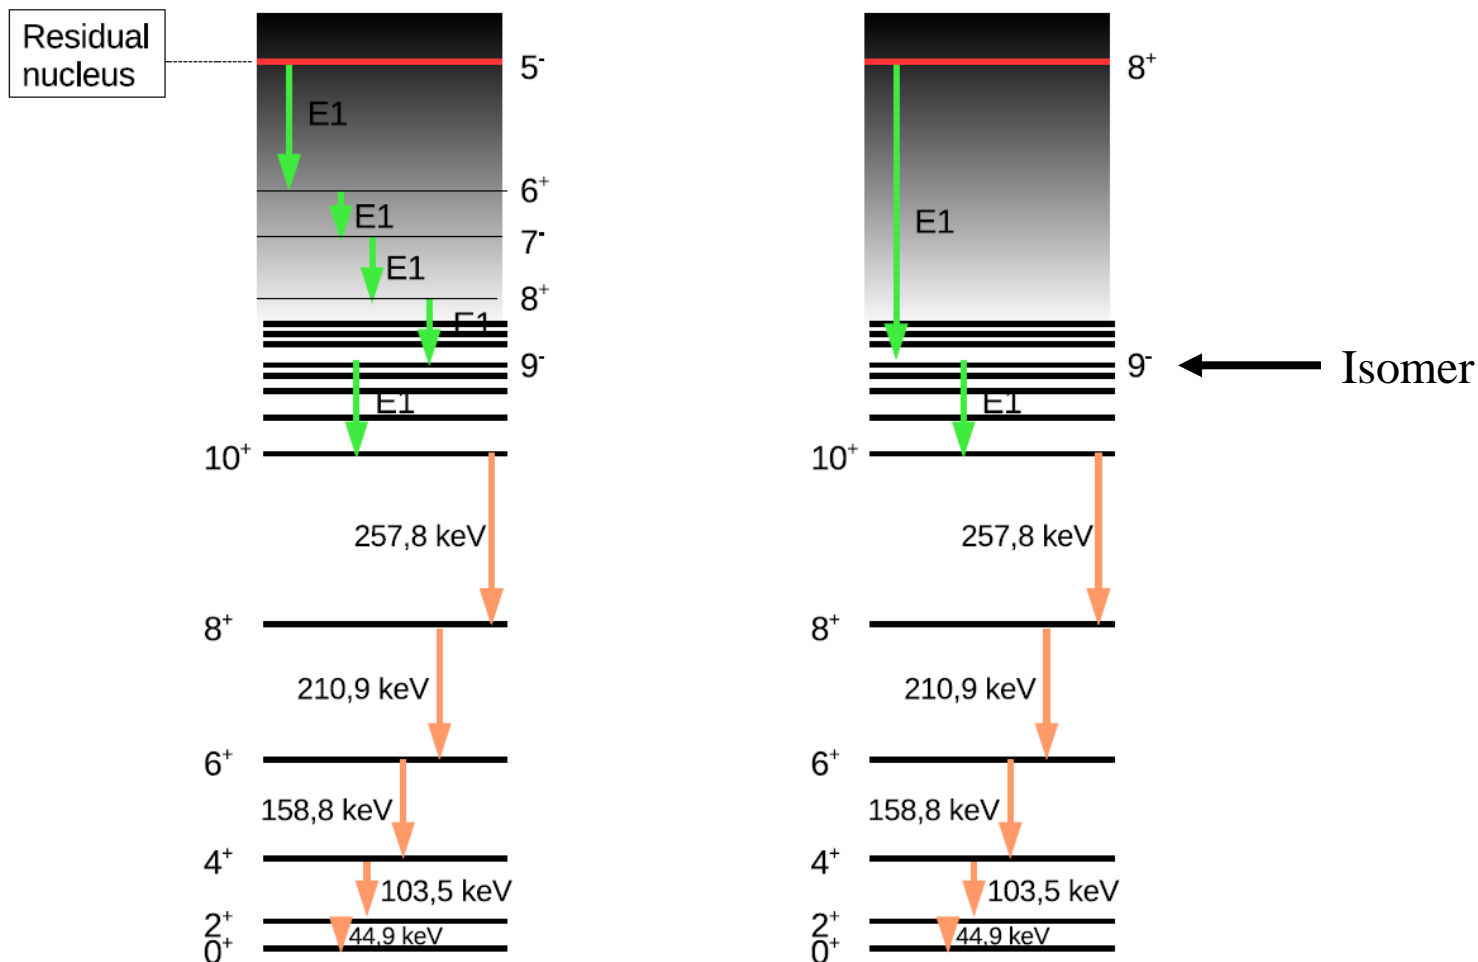 Residual
nucleus
5⁻
8⁺
E1
6⁺
E1
E1
7⁻
E1
8⁺
E1
9⁻
9⁻
Isomer
E1
E1
10⁺
10⁺
257,8 keV
257,8 keV
8⁺
8⁺
210,9 keV
210,9 keV
6⁺
6⁺
158,8 keV
158,8 keV
4⁺
4⁺
103,5 keV
103,5 keV
2⁺
2⁺
44,9 keV
44,9 keV
0⁺
0⁺